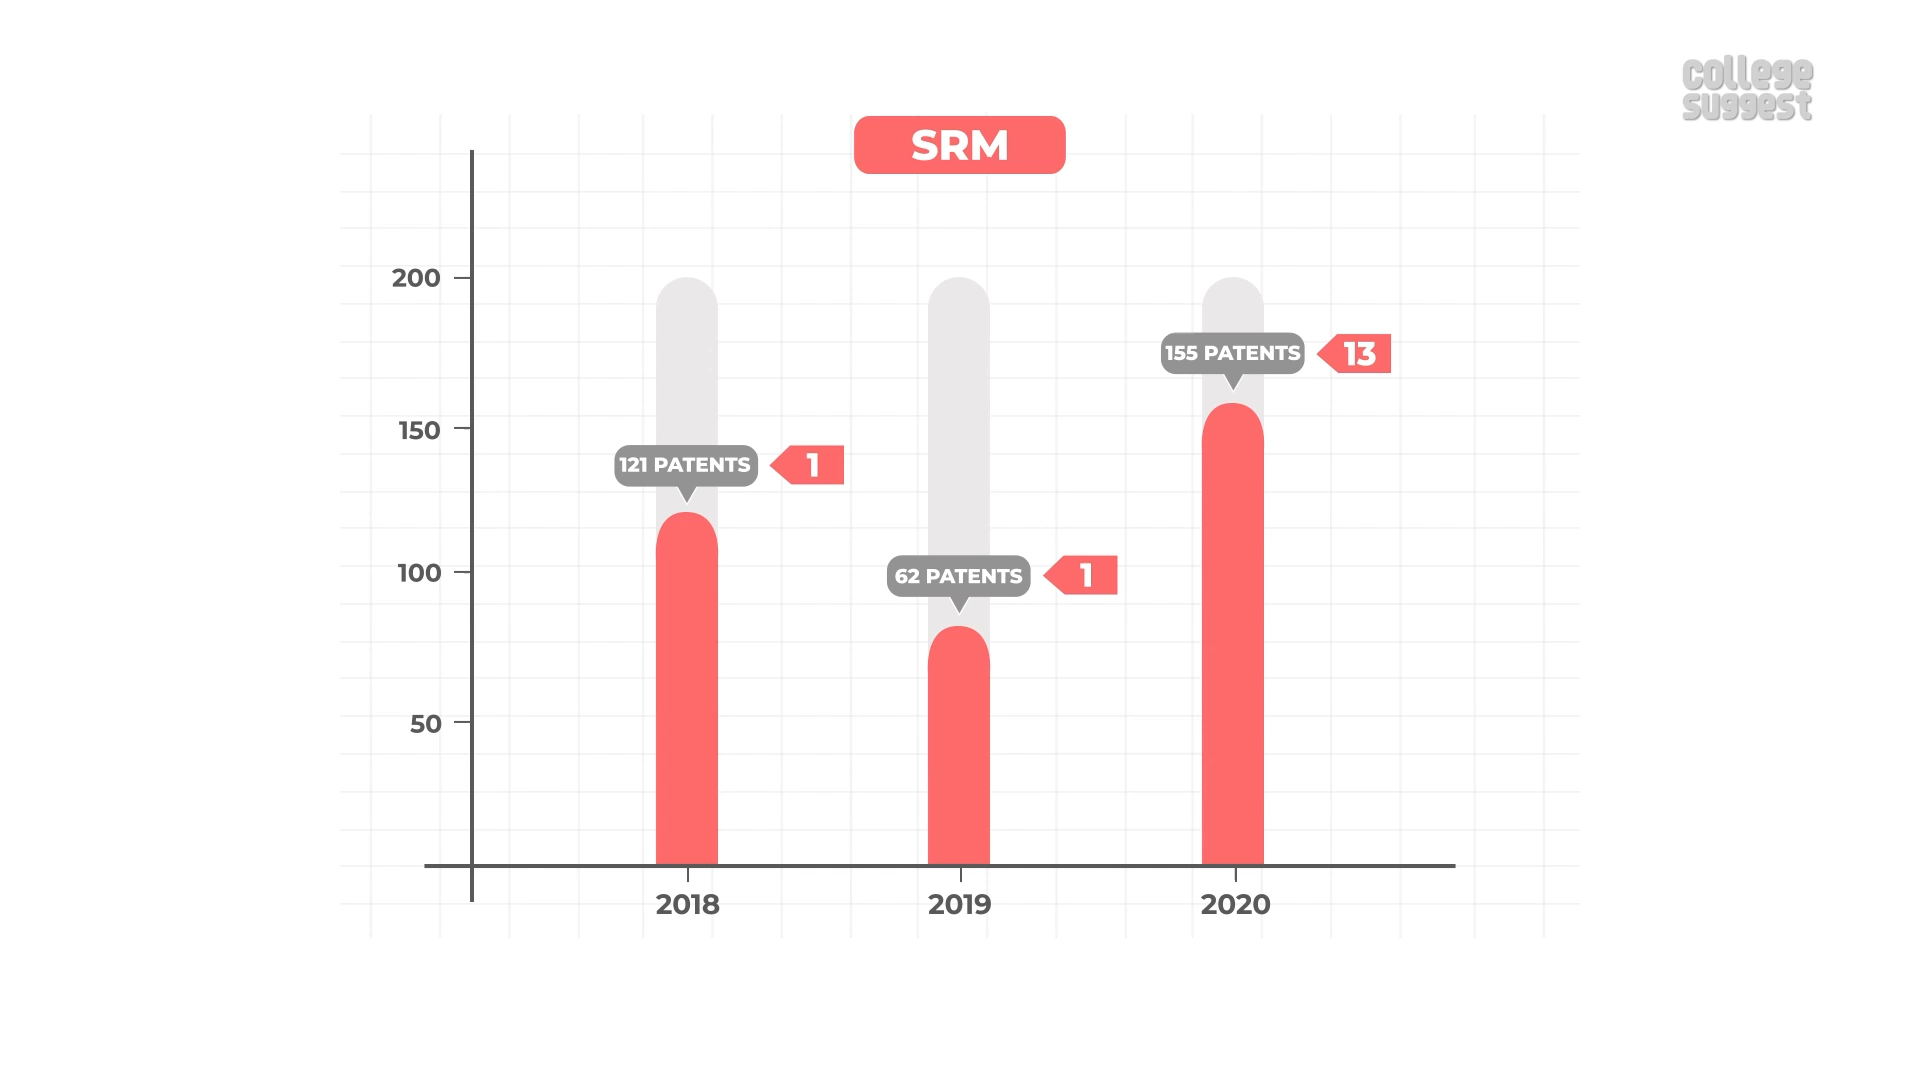 college
suggest
SRM
200
155 PATENTS
13
150
121 PATENTS
1
100
62 PATENTS
1
50
2018
2019
2020